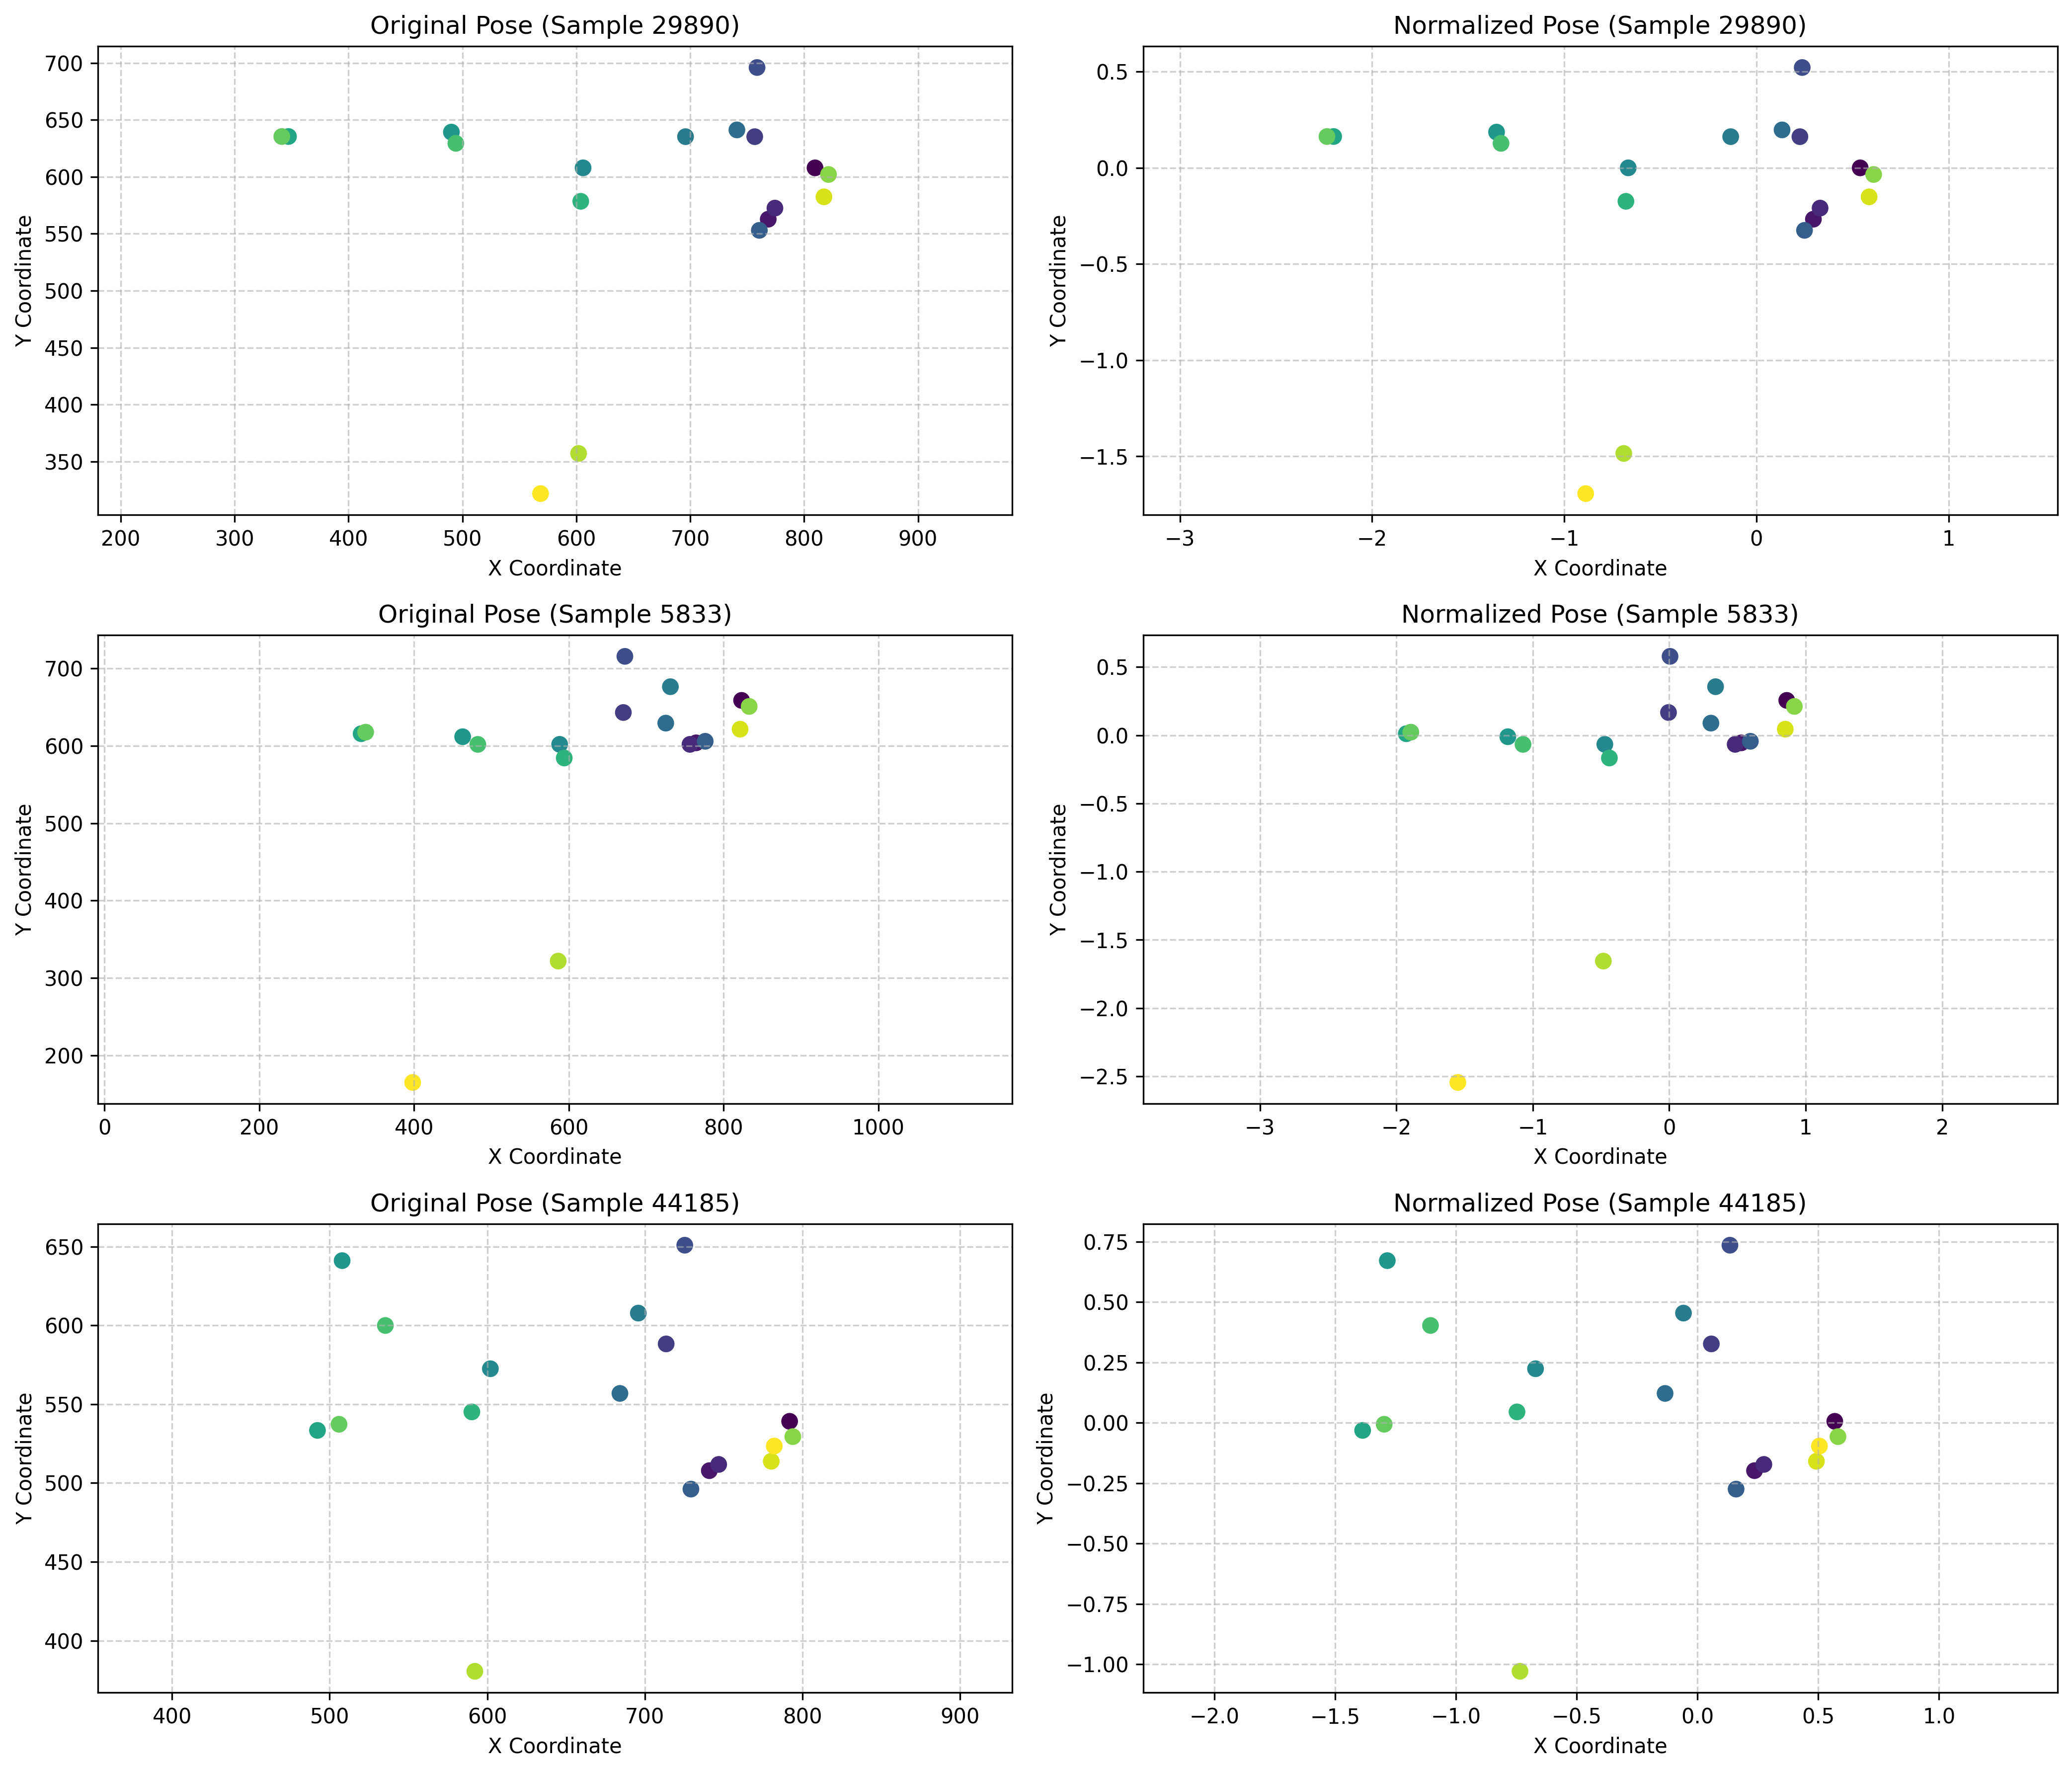 Original Pose (Sample 29890)
Y Coordinate
700
650
600
550
500
450
400
350
200 300 400 500 600 700 800 900
X Coordinate
Normalized Pose (Sample 29890)
Y Coordinate
0.5
0.0
−0.5
−1.0
−1.5
−3 −2 −1 0 1
X Coordinate
Original Pose (Sample 5833)
Y Coordinate
700
600
500
400
300
200
0 200 400 600 800 1000
X Coordinate
Normalized Pose (Sample 5833)
Y Coordinate
0.5
0.0
−0.5
−1.0
−1.5
−2.0
−2.5
−3 −2 −1 0 1 2
X Coordinate
Original Pose (Sample 44185)
Y Coordinate
650
600
550
500
450
400
400 500 600 700 800 900
X Coordinate
Normalized Pose (Sample 44185)
Y Coordinate
0.75
0.50
0.25
0.00
−0.25
−0.50
−0.75
−1.00
−2.0 −1.5 −1.0 −0.5 0.0 0.5 1.0
X Coordinate